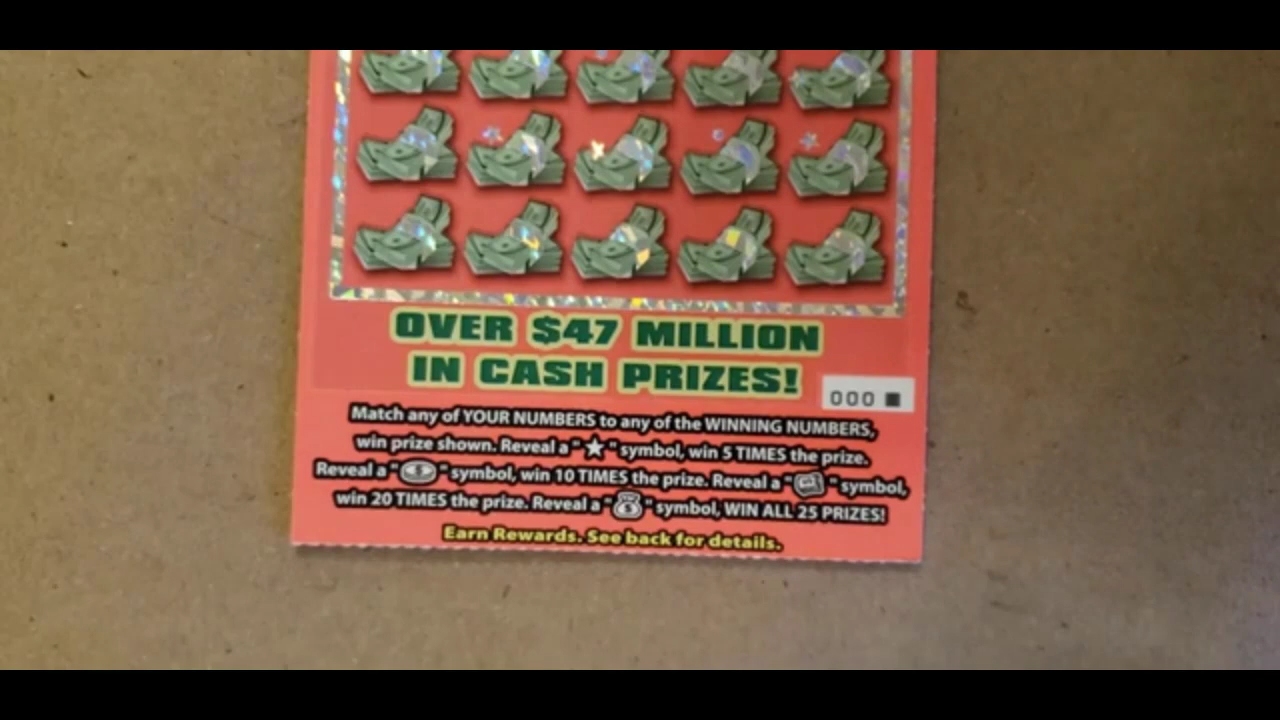 OVER $47 MILLION
IN CASH PRIZES!
000
Match any of YOUR NUMBERS to any of the WINNING NUMBERS,
win prize shown. Reveal a "★" symbol, win 5 TIMES the prize.
Reveal a " " symbol, win 10 TIMES the prize. Reveal a " " symbol,
win 20 TIMES the prize. Reveal a " " symbol, WIN ALL 25 PRIZES!
Earn Rewards. See back for details.